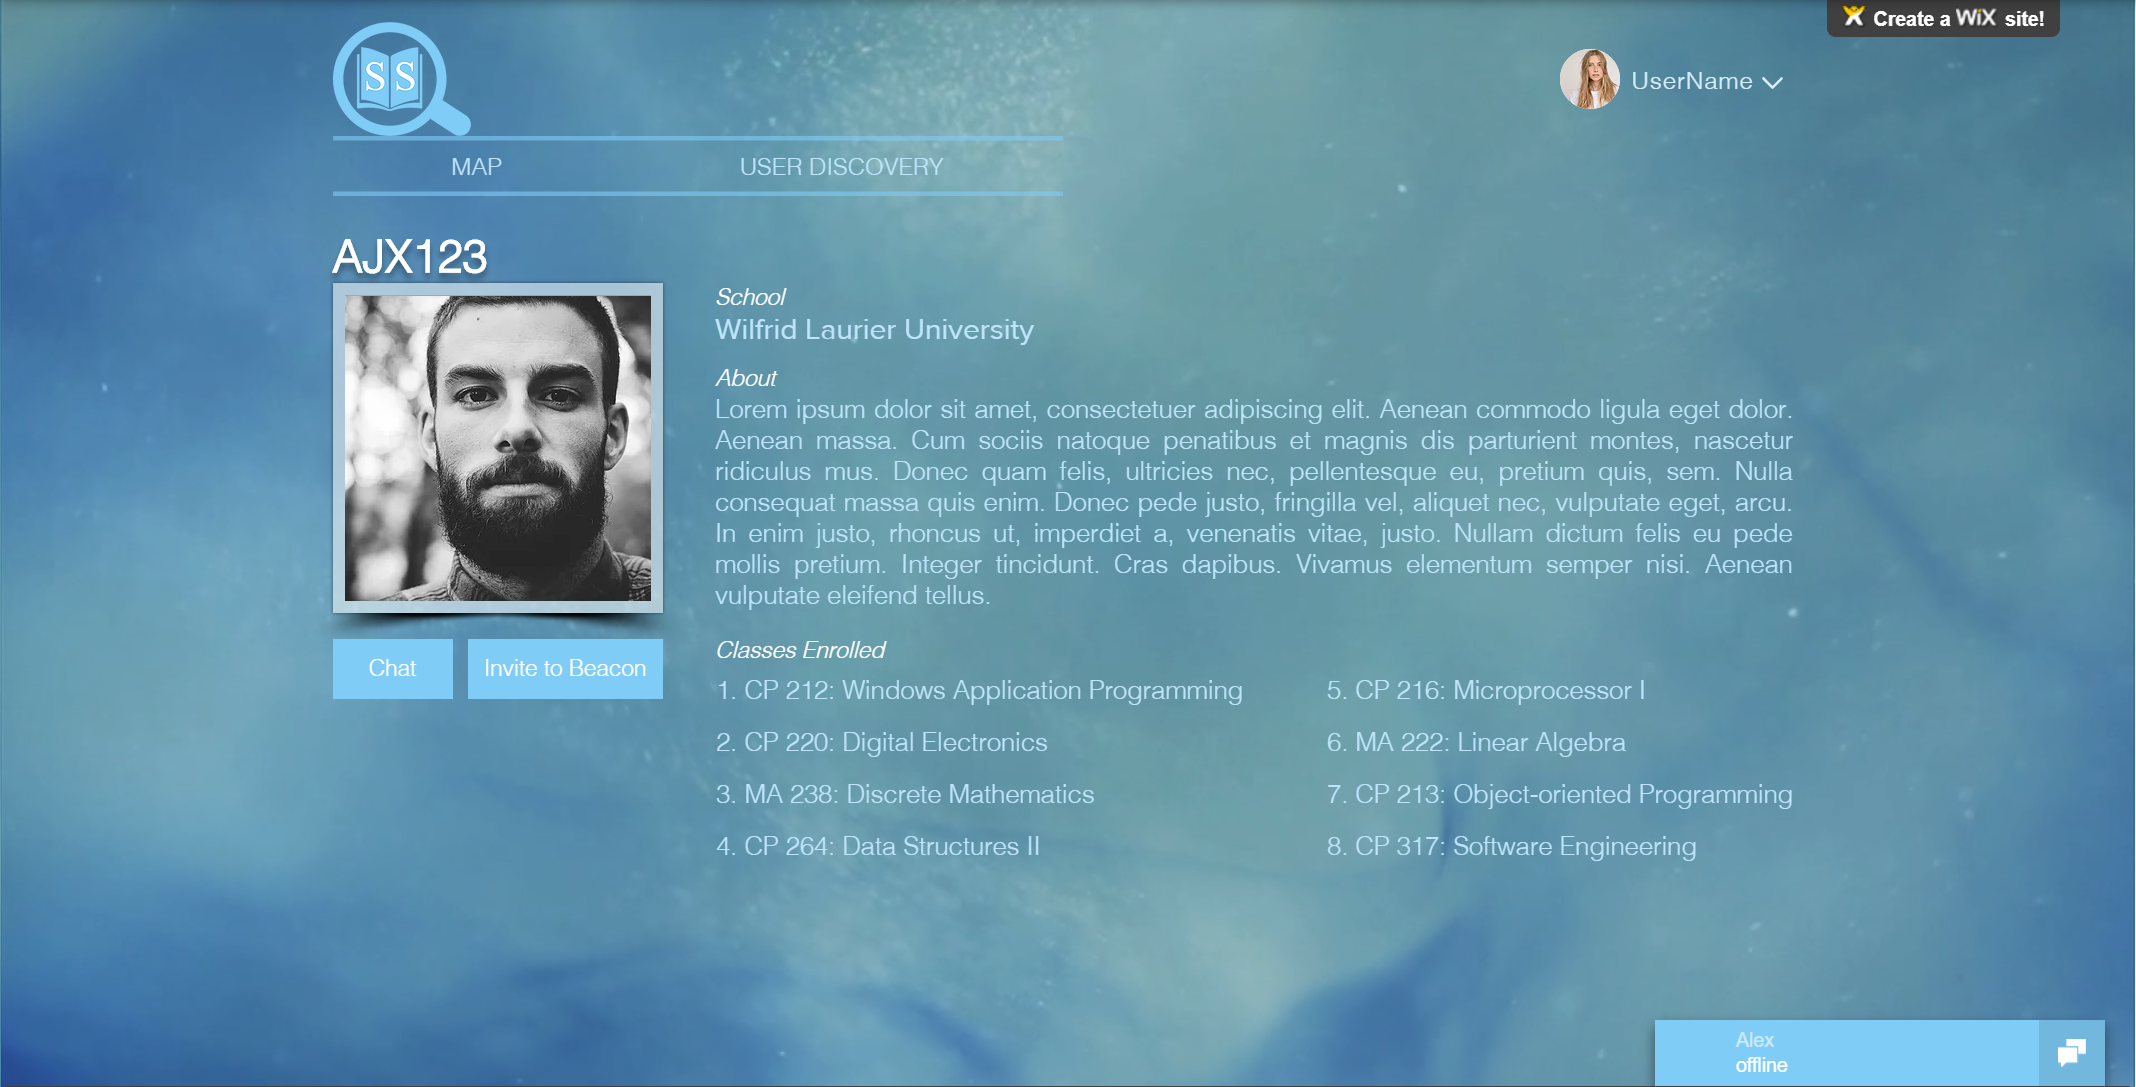 Create a WiX site!
SS
UserName
MAP
USER DISCOVERY
AJX123
School
Wilfrid Laurier University
About
Lorem ipsum dolor sit amet, consectetuer adipiscing elit. Aenean commodo ligula eget dolor.
Aenean massa. Cum sociis natoque penatibus et magnis dis parturient montes, nascetur
ridiculus mus. Donec quam felis, ultricies nec, pellentesque eu, pretium quis, sem. Nulla
consequat massa quis enim. Donec pede justo, fringilla vel, aliquet nec, vulputate eget, arcu.
In enim justo, rhoncus ut, imperdiet a, venenatis vitae, justo. Nullam dictum felis eu pede
mollis pretium. Integer tincidunt. Cras dapibus. Vivamus elementum semper nisi. Aenean
vulputate eleifend tellus.
Chat
Invite to Beacon
Classes Enrolled
1. CP 212: Windows Application Programming
2. CP 220: Digital Electronics
3. MA 238: Discrete Mathematics
4. CP 264: Data Structures II
5. CP 216: Microprocessor I
6. MA 222: Linear Algebra
7. CP 213: Object-oriented Programming
8. CP 317: Software Engineering
Alex
offline